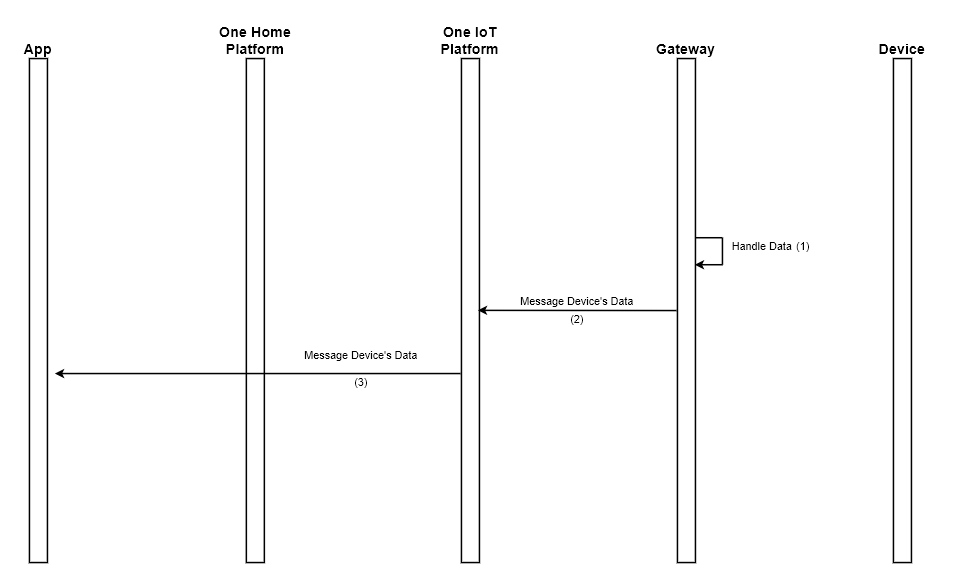 App
One Home
Platform
One IoT
Platform
Gateway
Device
Handle Data (1)
Message Device's Data
(2)
Message Device's Data
(3)